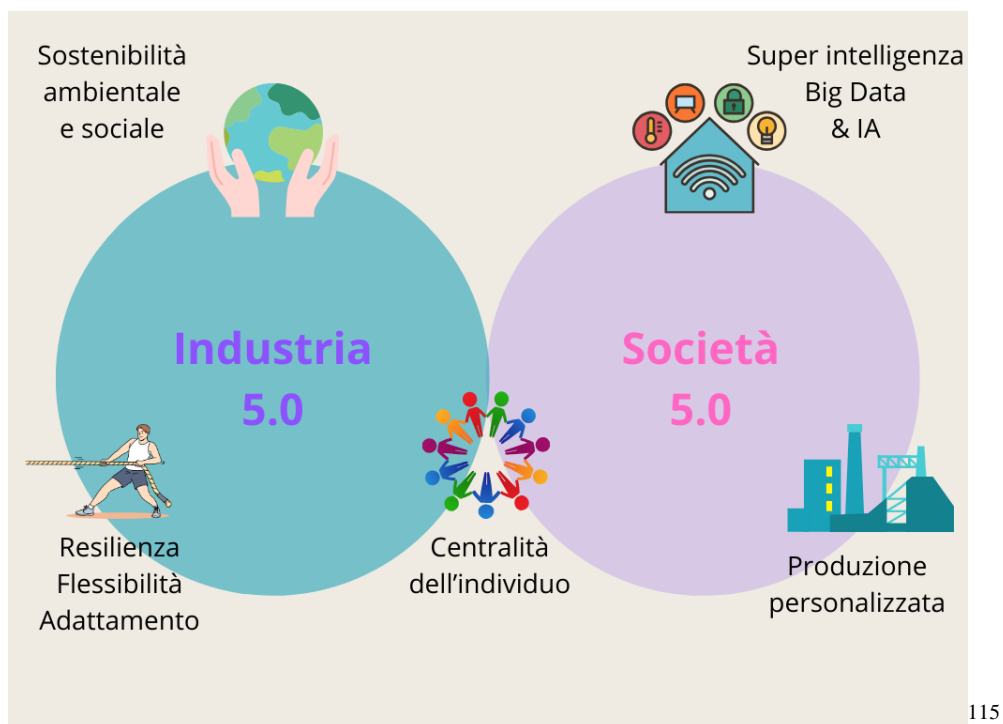 Sostenibilità
ambientale
e sociale
Super intelligenza
Big Data
& IA
Industria
5.0
Società
5.0
Resilienza
Flessibilità
Adattamento
Centralità
dell’individuo
Produzione
personalizzata
115